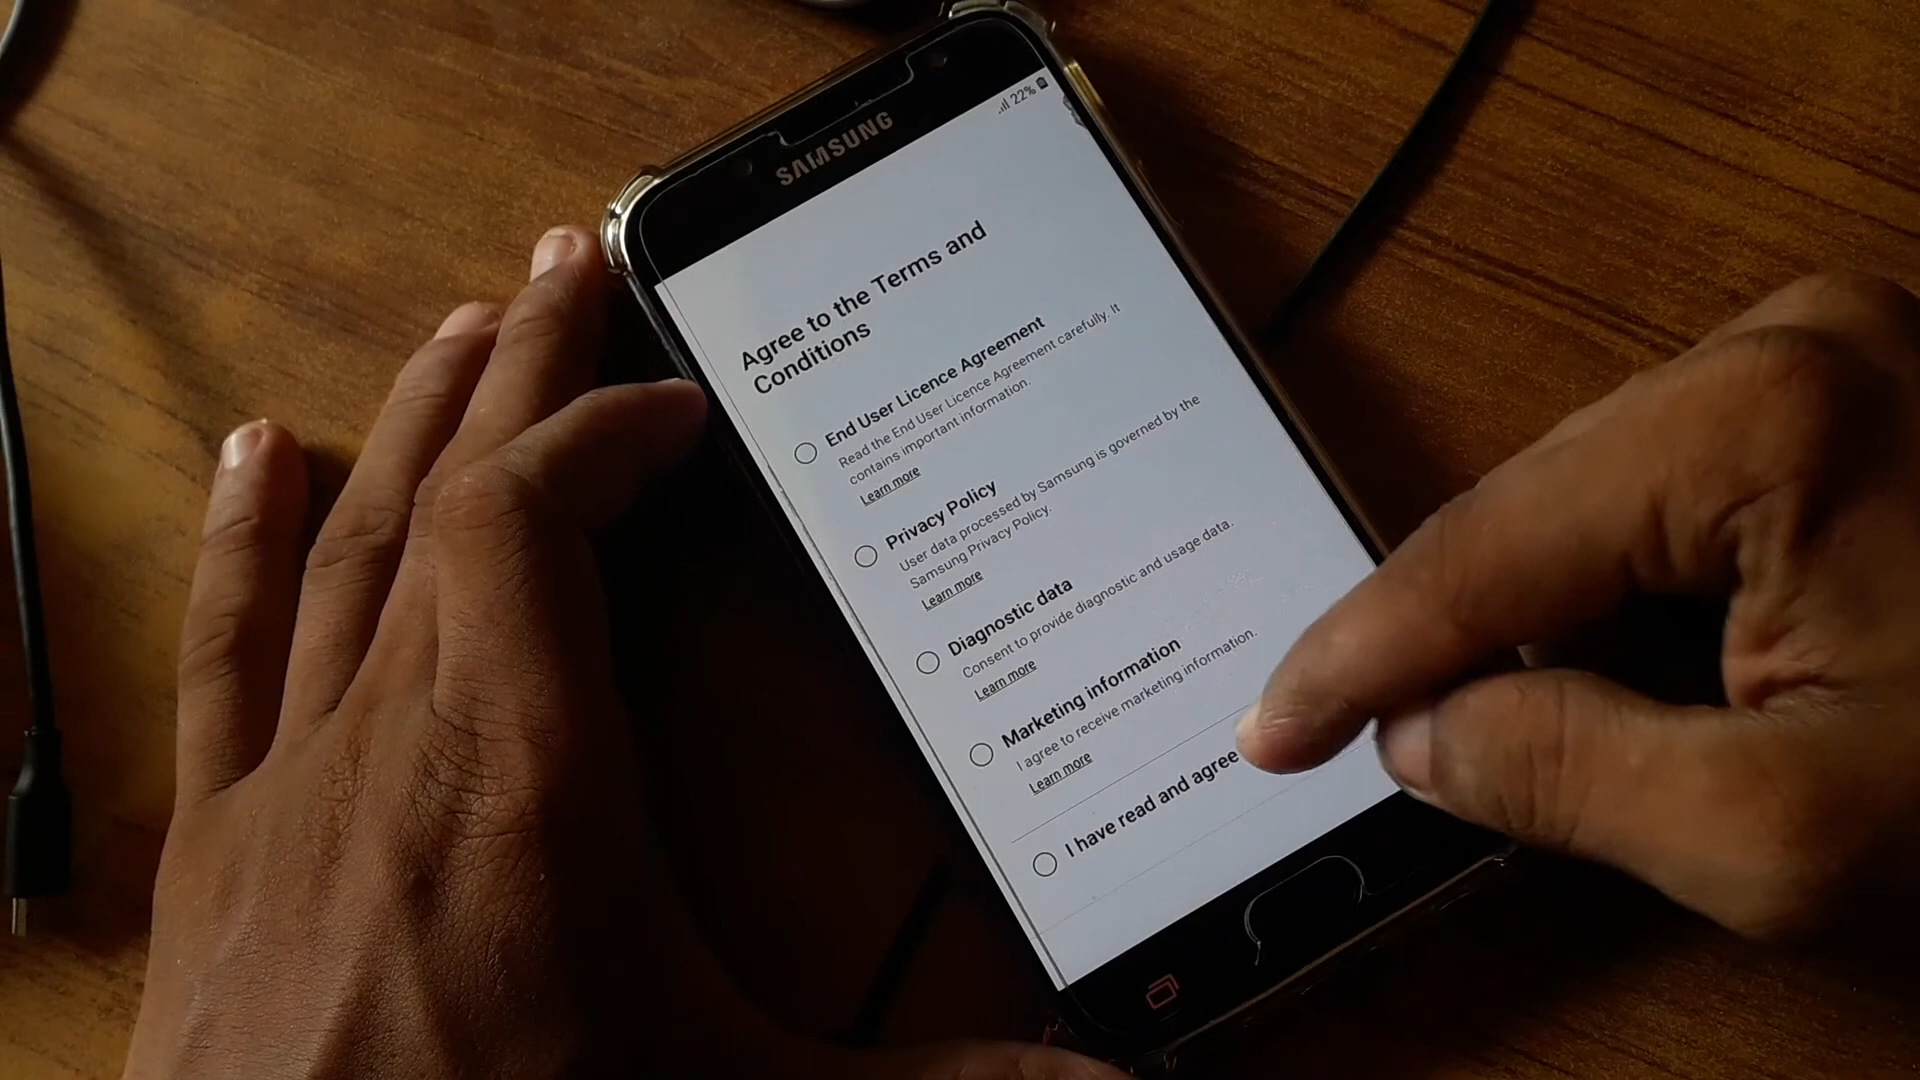 22%
SAMSUNG
Agree to the Terms and
Conditions
End User Licence Agreement
Read the End User Licence Agreement carefully. It
contains important information.
Learn more
Privacy Policy
User data processed by Samsung is governed by the
Samsung Privacy Policy.
Learn more
Diagnostic data
Consent to provide diagnostic and usage data.
Learn more
Marketing information
I agree to receive marketing information.
Learn more
I have read and agree